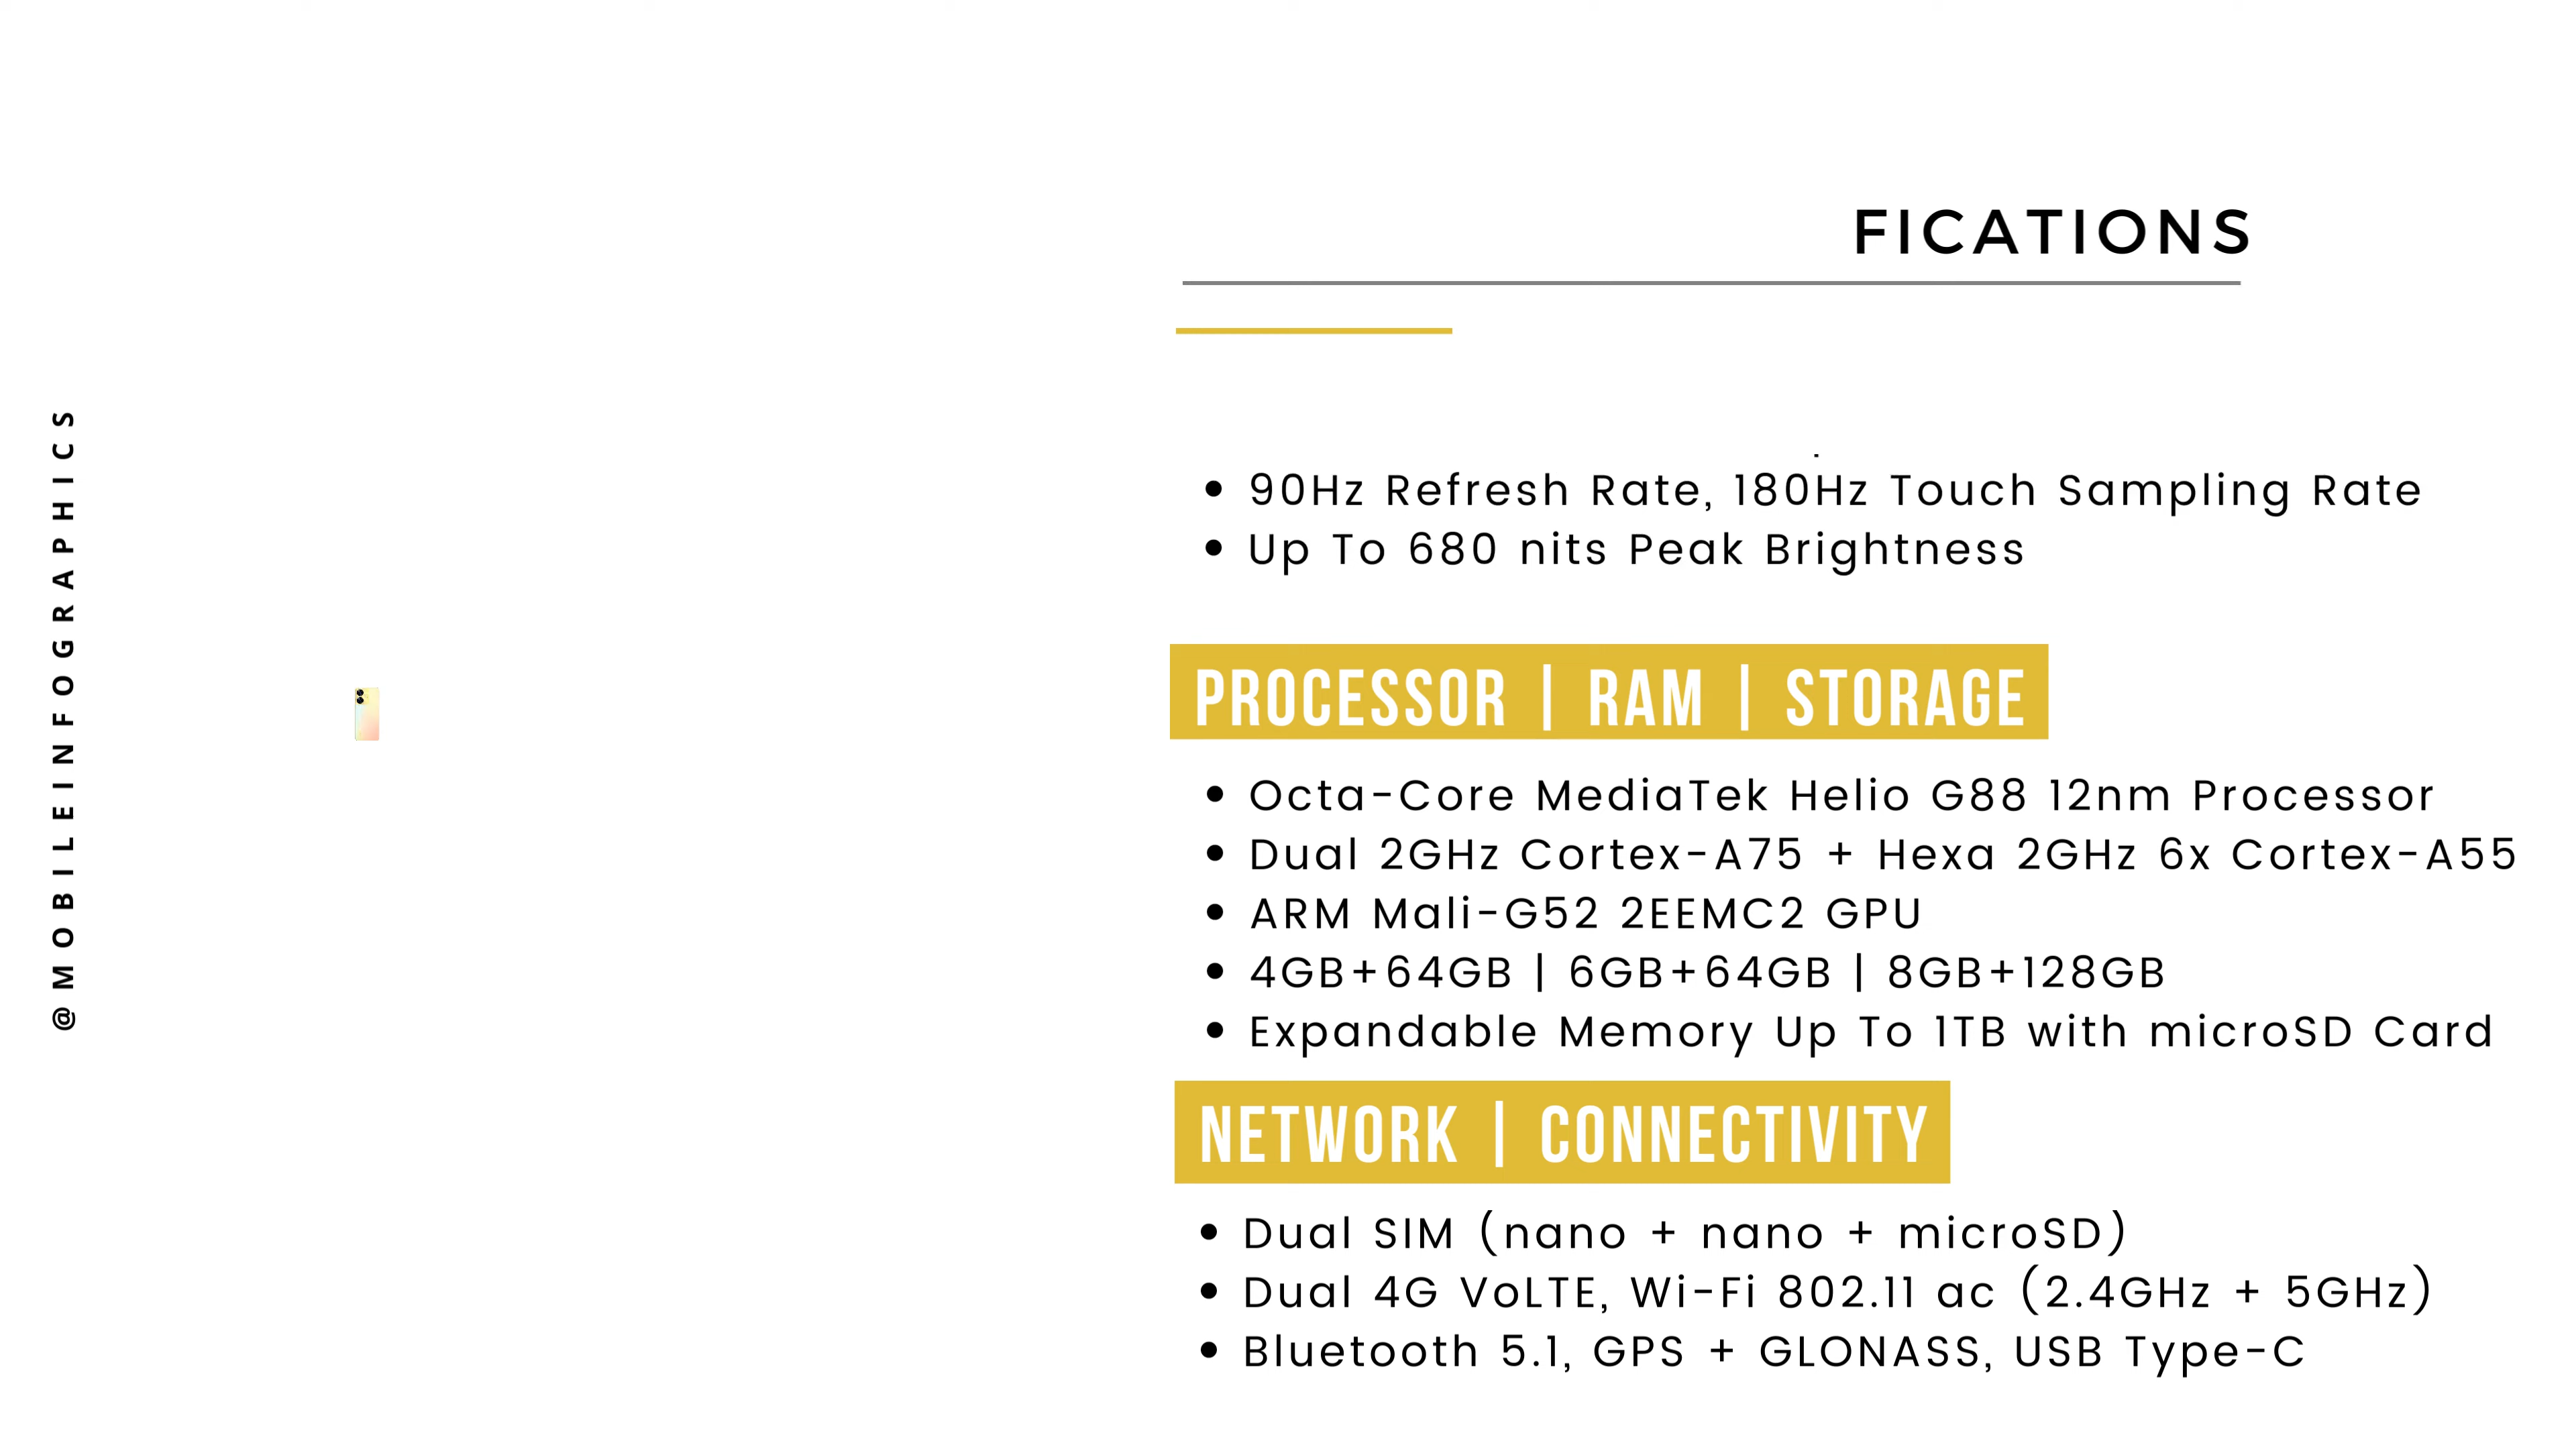 @MOBILEINFOGRAPHICS
FICATIONS
90Hz Refresh Rate, 180Hz Touch Sampling Rate
Up To 680 nits Peak Brightness
PROCESSOR | RAM | STORAGE
Octa-Core MediaTek Helio G88 12nm Processor
Dual 2GHz Cortex-A75 + Hexa 2GHz 6x Cortex-A55
ARM Mali-G52 2EEMC2 GPU
4GB+64GB | 6GB+64GB | 8GB+128GB
Expandable Memory Up To 1TB with microSD Card
NETWORK | CONNECTIVITY
Dual SIM (nano + nano + microSD)
Dual 4G VoLTE, Wi-Fi 802.11 ac (2.4GHz + 5GHz)
Bluetooth 5.1, GPS + GLONASS, USB Type-C